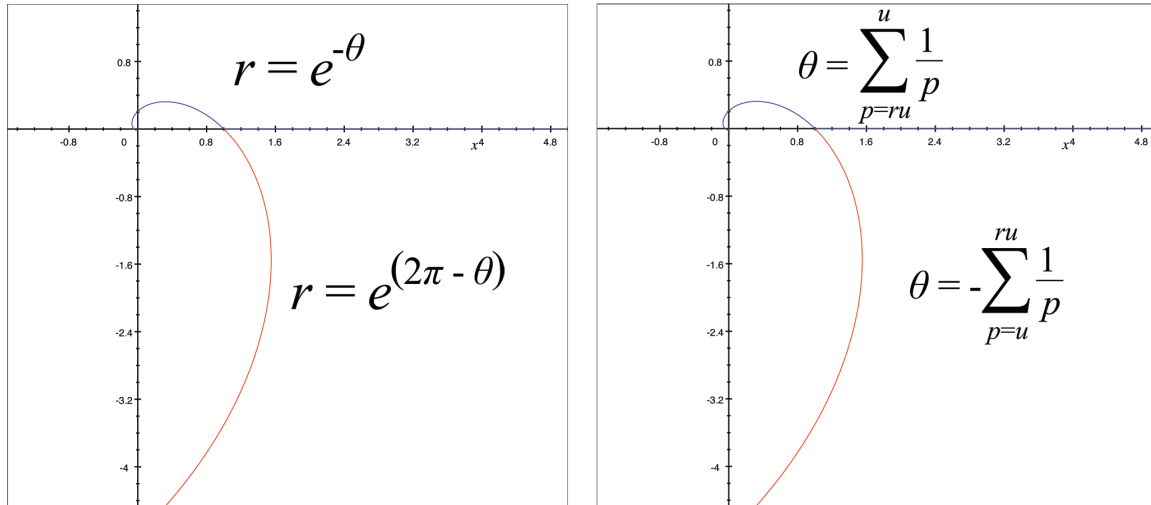 r = e^{-θ}
0.8
-0.8 0 0.8 1.6 2.4 3.2 x 4 4.8
-0.8
-1.6
r = e^{(2π - θ)}
-2.4
-3.2
-4
u
θ = ∑ 1/p
p=ru
0.8
-0.8 0 0.8 1.6 2.4 3.2 x 4 4.8
-0.8
ru
-1.6
θ = -∑ 1/p
p=u
-2.4
-3.2
-4